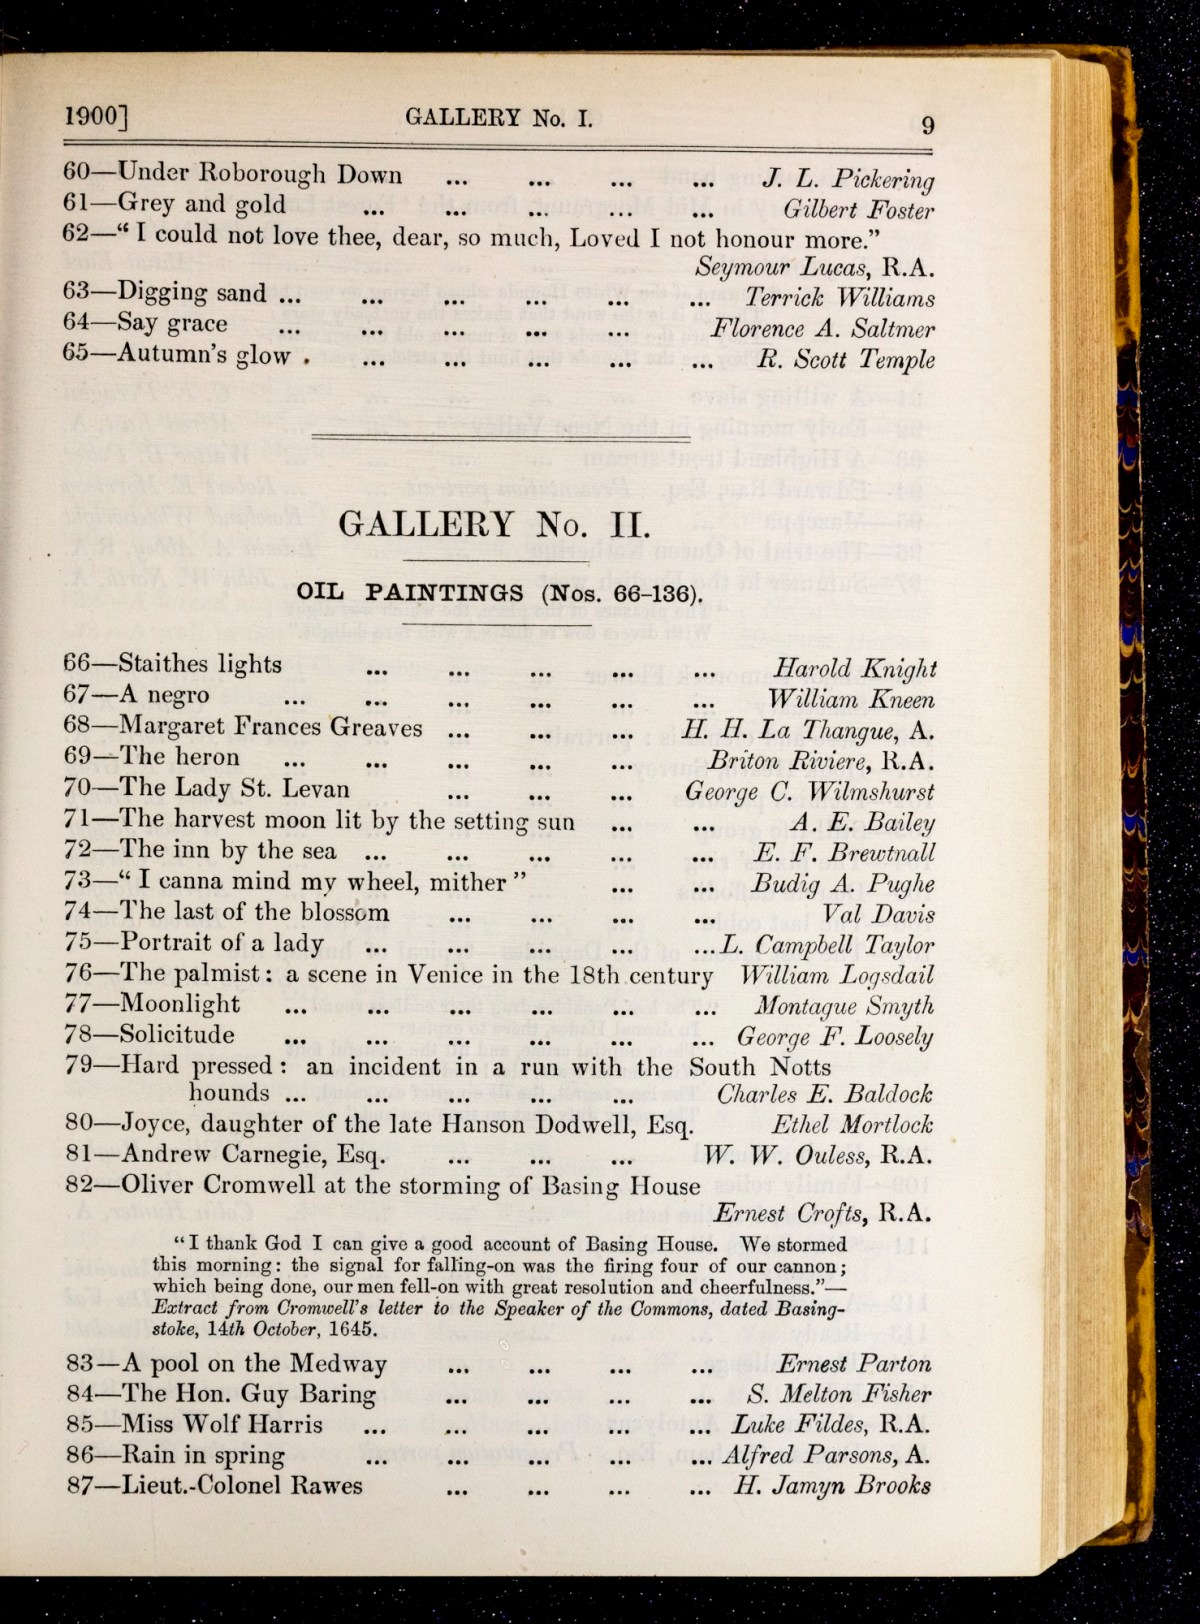 1900] GALLERY No. I. 9
60—Under Roborough Down ... ... ... ... J. L. Pickering
61—Grey and gold ... ... ... ... ... Gilbert Foster
62—“ I could not love thee, dear, so much, Loved I not honour more.”
Seymour Lucas, R.A.
63—Digging sand ... ... ... ... ... ... Terrick Williams
64—Say grace ... ... ... ... ... Florence A. Saltmer
65—Autumn's glow . ... ... ... ... ... R. Scott Temple
GALLERY No. II.
OIL PAINTINGS (Nos. 66-136).
66—Staithes lights ... ... ... ... ... Harold Knight
67—A negro ... ... ... ... ... ... William Kneen
68—Margaret Frances Greaves ... ... ... H. H. La Thangue, A.
69—The heron ... ... ... ... ... Briton Riviere, R.A.
70—The Lady St. Levan ... ... ... George C. Wilmshurst
71—The harvest moon lit by the setting sun ... ... A. E. Bailey
72—The inn by the sea ... ... ... ... ... E. F. Brewtnall
73—“ I canna mind my wheel, mither ” ... ... Budig A. Pughe
74—The last of the blossom ... ... ... ... Val Davis
75—Portrait of a lady ... ... ... ... ... L. Campbell Taylor
76—The palmist: a scene in Venice in the 18th century William Logsdail
77—Moonlight ... ... ... ... ... ... Montague Smyth
78—Solicitude ... ... ... ... ... ... George F. Loosely
79—Hard pressed: an incident in a run with the South Notts
hounds ... ... ... ... ... Charles E. Baldock
80—Joyce, daughter of the late Hanson Dodwell, Esq. Ethel Mortlock
81—Andrew Carnegie, Esq. ... ... ... W. W. Ouless, R.A.
82—Oliver Cromwell at the storming of Basing House
Ernest Crofts, R.A.
“ I thank God I can give a good account of Basing House. We stormed
this morning: the signal for falling-on was the firing four of our cannon;
which being done, our men fell-on with great resolution and cheerfulness.”—
Extract from Cromwell's letter to the Speaker of the Commons, dated Basing-
stoke, 14th October, 1645.
83—A pool on the Medway ... ... ... ... Ernest Parton
84—The Hon. Guy Baring ... ... ... ... S. Melton Fisher
85—Miss Wolf Harris ... ... ... ... ... Luke Fildes, R.A.
86—Rain in spring ... ... ... ... ... Alfred Parsons, A.
87—Lieut.-Colonel Rawes ... ... ... ... H. Jamyn Brooks